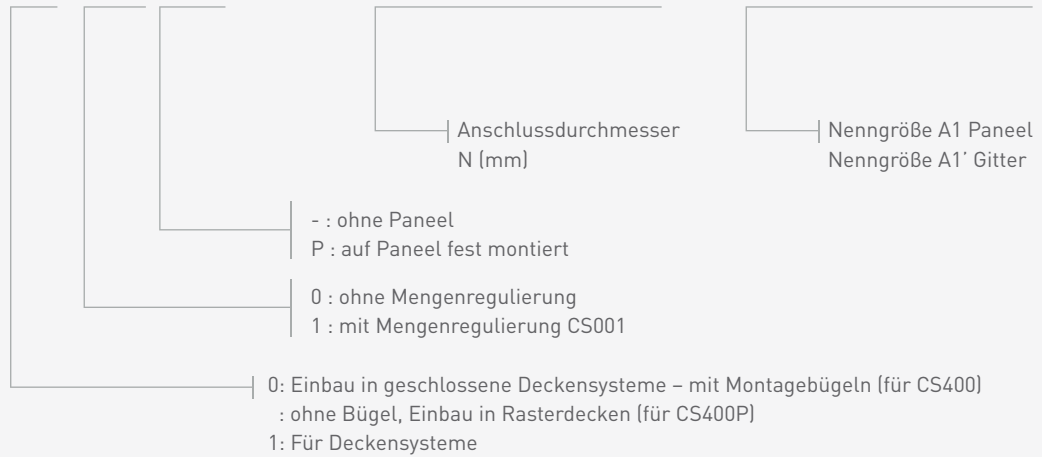 Anschlussdurchmesser
N (mm)
Nenngröße A1 Paneel
Nenngröße A1’ Gitter
- : ohne Paneel
P : auf Paneel fest montiert
0 : ohne Mengenregulierung
1 : mit Mengenregulierung CS001
0: Einbau in geschlossene Deckensysteme – mit Montagebügeln (für CS400)
: ohne Bügel, Einbau in Rasterdecken (für CS400P)
1: Für Deckensysteme